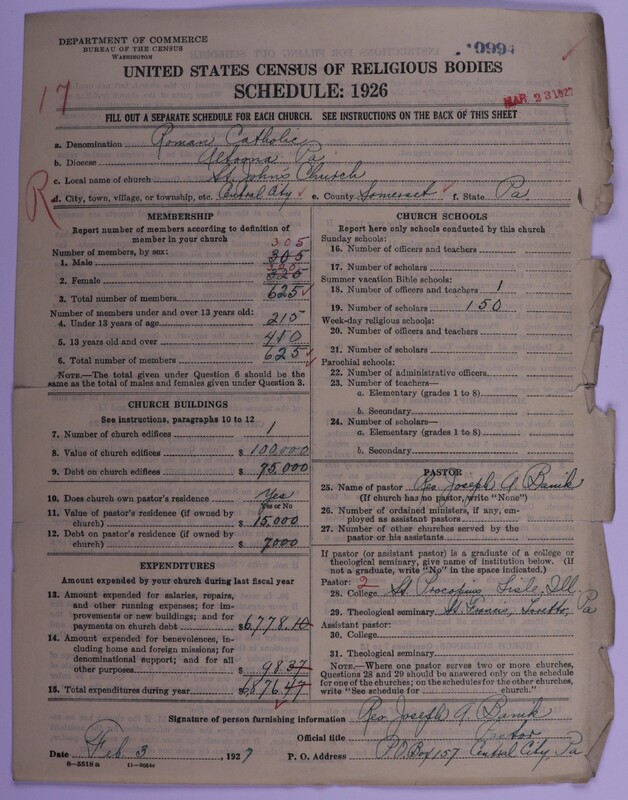 DEPARTMENT OF COMMERCE
BUREAU OF THE CENSUS
WASHINGTON
9994
UNITED STATES CENSUS OF RELIGIOUS BODIES
SCHEDULE: 1926
MAR 23 1927
17
FILL OUT A SEPARATE SCHEDULE FOR EACH CHURCH. SEE INSTRUCTIONS ON THE BACK OF THIS SHEET
a. Denomination Roman Catholic
b. Diocese Altoona Pa
c. Local name of church St. Johns Church
R
d. City, town, village, or township, etc. Central City e. County Somerset f. State Pa.
MEMBERSHIP
Report number of members according to definition of
member in your church
Number of members, by sex:
305
1. Male 305
320
2. Female 325
3. Total number of members 625
Number of members under and over 13 years old:
4. Under 13 years of age 215
5. 13 years old and over 410
6. Total number of members 625
NOTE.—The total given under Question 6 should be the
same as the total of males and females given under Question 3.
CHURCH BUILDINGS
See instructions, paragraphs 10 to 12
7. Number of church edifices 1
8. Value of church edifices $ 100,000
9. Debt on church edifices $ 75,000
10. Does church own pastor's residence Yes
Yes or No
11. Value of pastor's residence (if owned by
church) $ 15,000
12. Debt on pastor's residence (if owned by
church) $ 7000
EXPENDITURES
Amount expended by your church during last fiscal year
13. Amount expended for salaries, repairs,
and other running expenses; for im-
provements or new buildings; and for
payments on church debt $ 6,778.10
14. Amount expended for benevolences,
including home and foreign missions; for
denominational support; and for all
other purposes $ 98.37
15. Total expenditures during year $ 6,876.47
CHURCH SCHOOLS
Report here only schools conducted by this church
Sunday schools:
16. Number of officers and teachers
17. Number of scholars
Summer vacation Bible schools:
18. Number of officers and teachers 1
19. Number of scholars 150
Week-day religious schools:
20. Number of officers and teachers
21. Number of scholars
Parochial schools:
22. Number of administrative officers
23. Number of teachers—
a. Elementary (grades 1 to 8)
b. Secondary
24. Number of scholars—
a. Elementary (grades 1 to 8)
b. Secondary
PASTOR
25. Name of pastor Rev Joseph A Banik
(If church has no pastor, write "None")
26. Number of ordained ministers, if any, em-
ployed as assistant pastors
27. Number of other churches served by the
pastor or his assistants
If pastor (or assistant pastor) is a graduate of a college or
theological seminary, give name of institution below. (If
not a graduate, write "No" in the space indicated.)
Pastor: 2
28. College St. Procopius Lisle, Ill
29. Theological seminary St. Francis, Loretto, Pa
Assistant pastor:
30. College
31. Theological seminary
NOTE.—Where one pastor serves two or more churches,
Questions 28 and 29 should be answered only on the schedule
for one of the churches; on the schedules for the other churches,
write "See schedule for church."
Signature of person furnishing information Rev. Joseph A. Banik
Official title Pastor
Date Feb. 3, 1927 P. O. Address P.O. Box 157 Central City, Pa